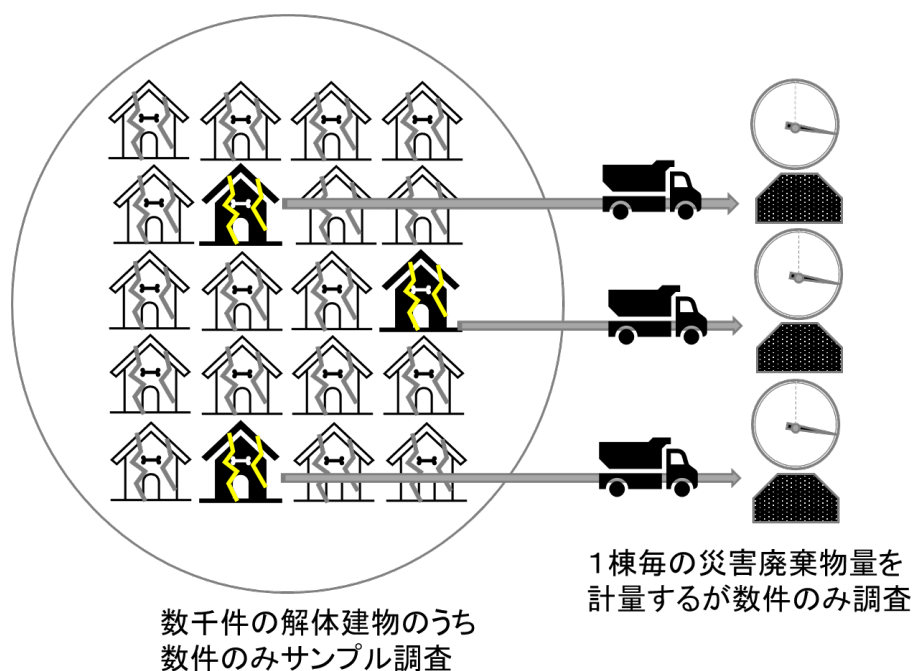 1棟毎の災害廃棄物量を
計量するが数件のみ調査
数千件の解体建物のうち
数件のみサンプル調査